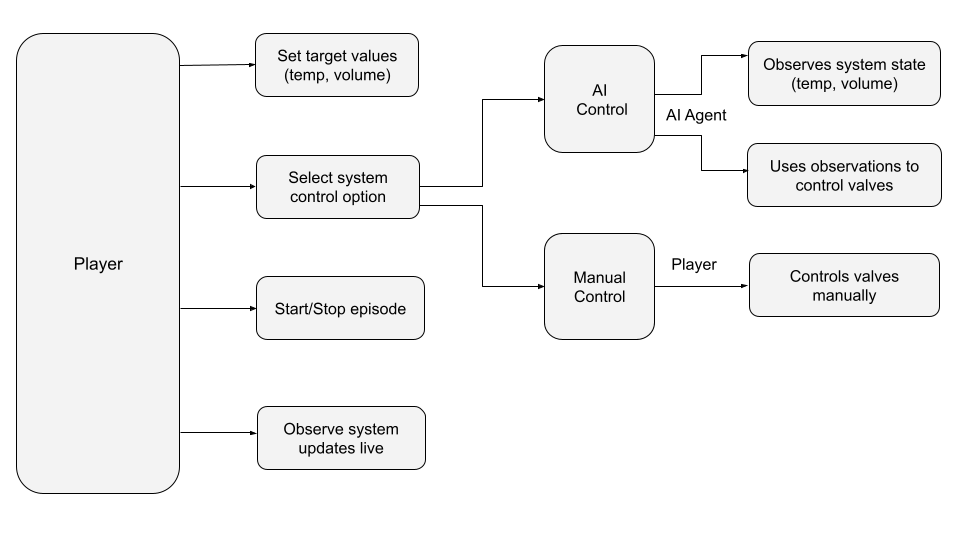 Player
Set target values
(temp, volume)
Select system
control option
Start/Stop episode
Observe system
updates live
AI
Control
AI Agent
Observes system state
(temp, volume)
Uses observations to
control valves
Manual
Control
Player
Controls valves
manually